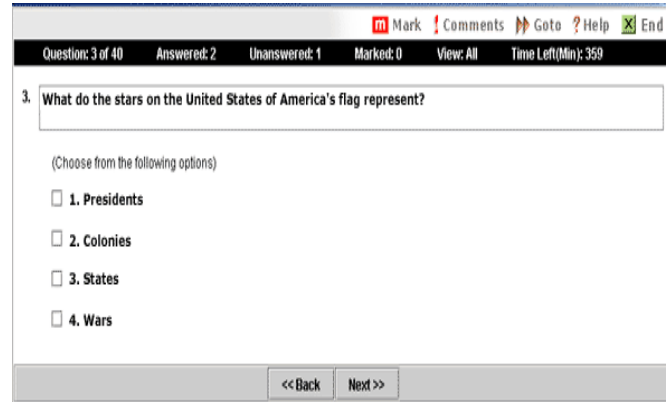 m Mark ! Comments Goto ? Help X End
Question: 3 of 40 Answered: 2 Unanswered: 1 Marked: 0 View: All Time Left(Min): 359
3. What do the stars on the United States of America's flag represent?
(Choose from the following options)
1. Presidents
2. Colonies
3. States
4. Wars
<< Back Next >>